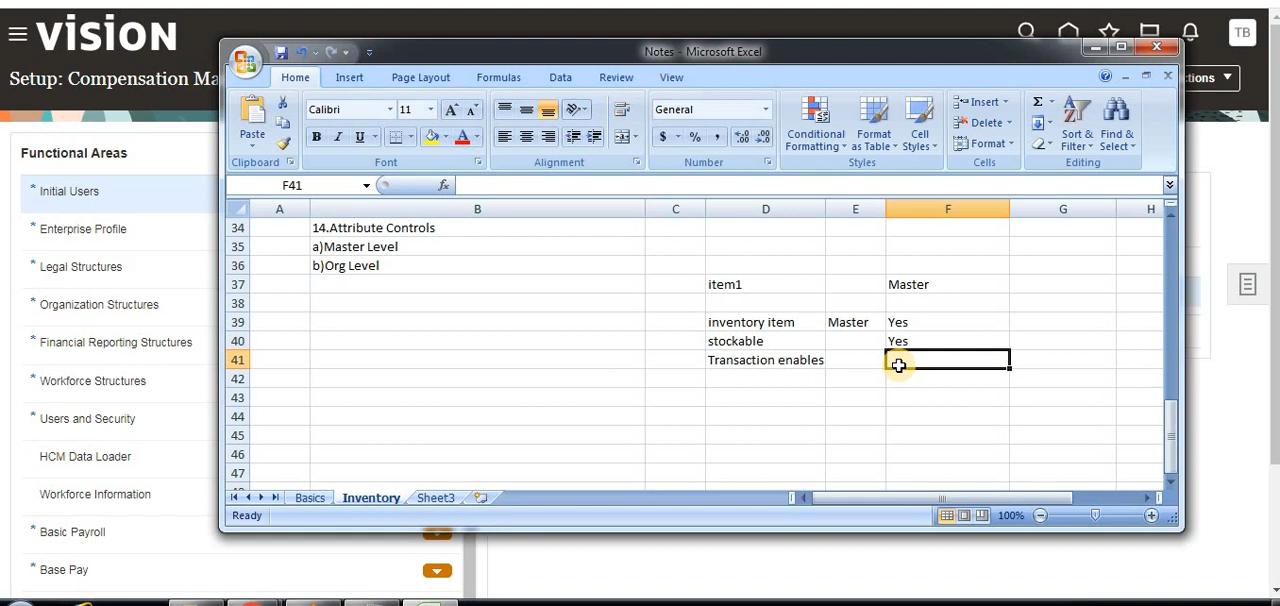 VISION
TB
Setup: Compensation Ma
ctions
Notes - Microsoft Excel
Home Insert Page Layout Formulas Data Review View
Paste
Calibri 11
General
Conditional Formatting
Format as Table
Cell Styles
Insert
Delete
Format
Sort & Filter
Find & Select
Clipboard Font Alignment Number Styles Cells Editing
F41 fx
A B C D E F G H
34 14.Attribute Controls
35 a)Master Level
36 b)Org Level
37 item1 Master
38
39 inventory item Master Yes
40 stockable Yes
41 Transaction enables
42
43
44
45
46
47
Basics Inventory Sheet3
Ready 100%
Functional Areas
* Initial Users
* Enterprise Profile
* Legal Structures
* Organization Structures
* Financial Reporting Structures
* Workforce Structures
* Users and Security
HCM Data Loader
Workforce Information
* Basic Payroll
* Base Pay